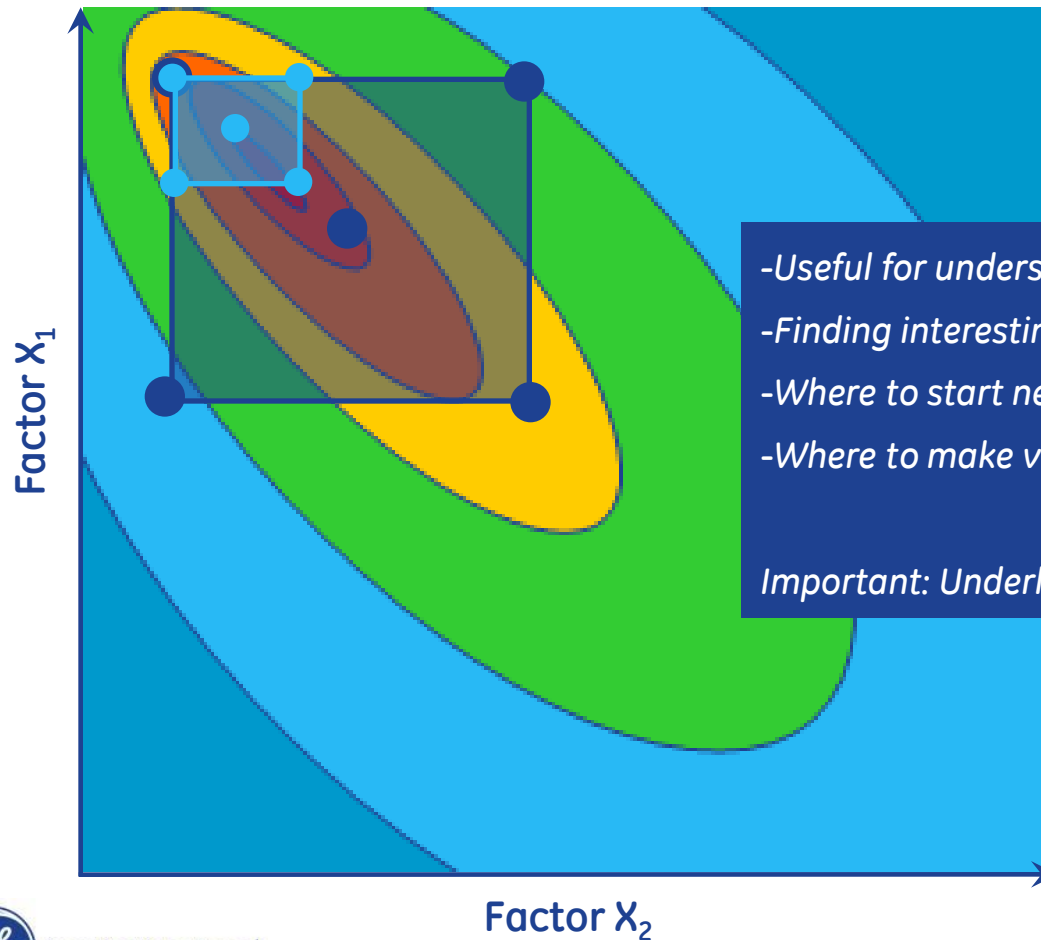 Factor X₁
-Useful for unders
-Finding interestin
-Where to start ne
-Where to make v
Important: Underl
Factor X₂